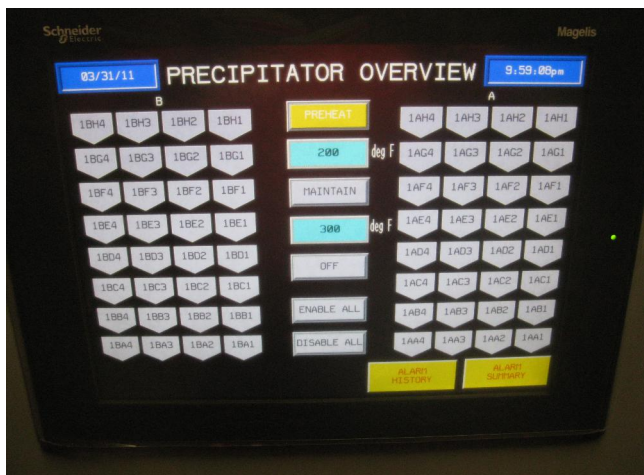 Schneider
Electric
Magelis
03/31/11
PRECIPITATOR OVERVIEW
9:59:08pm
B
A
1BH4 1BH3 1BH2 1BH1 PREHEAT 1AH4 1AH3 1AH2 1AH1
1BG4 1BG3 1BG2 1BG1 200 deg F 1AG4 1AG3 1AG2 1AG1
1BF4 1BF3 1BF2 1BF1 MAINTAIN 1AF4 1AF3 1AF2 1AF1
1BE4 1BE3 1BE2 1BE1 300 deg F 1AE4 1AE3 1AE2 1AE1
1BD4 1BD3 1BD2 1BD1 OFF 1AD4 1AD3 1AD2 1AD1
1BC4 1BC3 1BC2 1BC1 1AC4 1AC3 1AC2 1AC1
1BB4 1BB3 1BB2 1BB1 ENABLE ALL 1AB4 1AB3 1AB2 1AB1
1BA4 1BA3 1BA2 1BA1 DISABLE ALL 1AA4 1AA3 1AA2 1AA1
ALARM
HISTORY
ALARM
SUMMARY